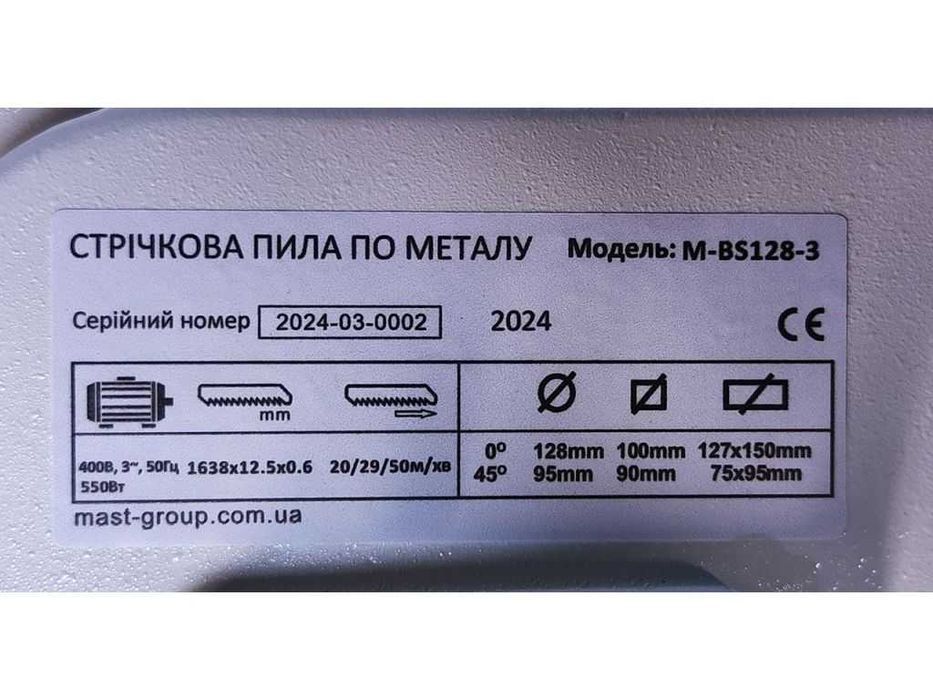 СТРІЧКОВА ПИЛА ПО МЕТАЛУ Модель: M-BS128-3
Серійний номер 2024-03-0002 2024 CE
mm
400В, 3~, 50Гц 1638x12.5x0.6 20/29/50м/хв 0° 128mm 100mm 127x150mm
550Вт 45° 95mm 90mm 75x95mm
mast-group.com.ua